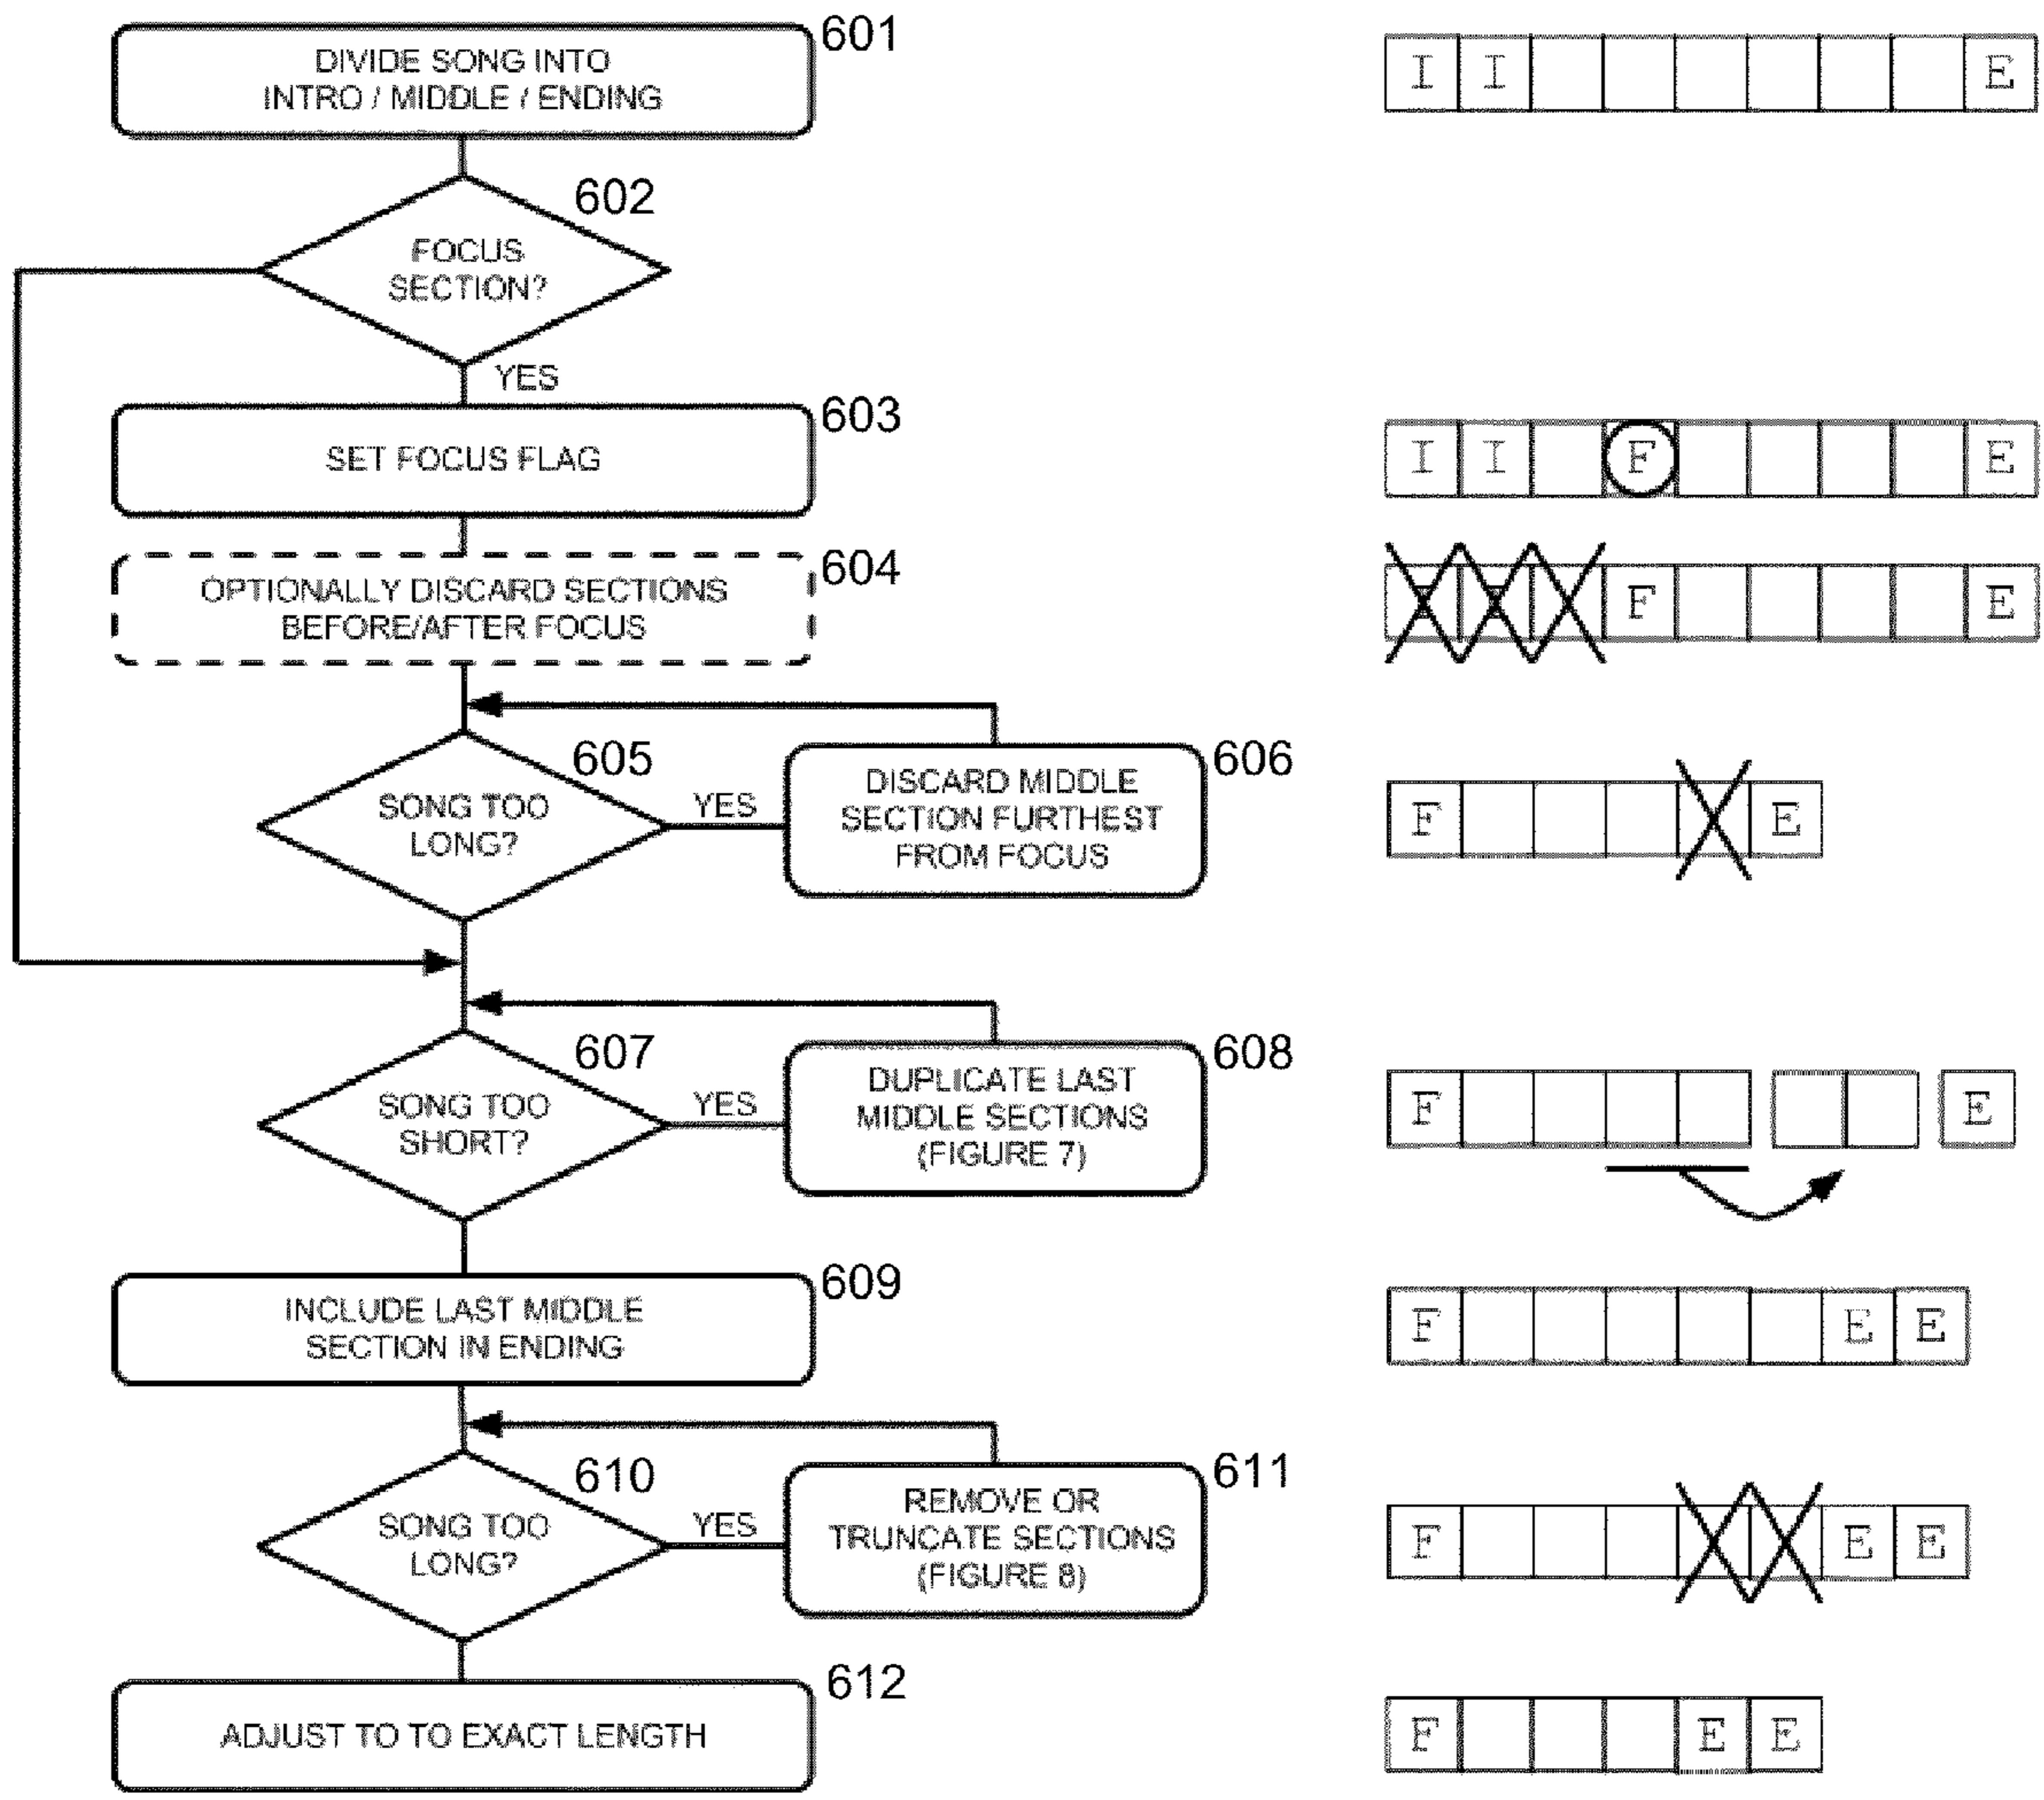 601
DIVIDE SONG INTO
INTRO / MIDDLE / ENDING
I I E
602
FOCUS
SECTION?
YES
603
SET FOCUS FLAG
I I F E
604
OPTIONALLY DISCARD SECTIONS
BEFORE/AFTER FOCUS
F E
605
SONG TOO
LONG?
YES
606
DISCARD MIDDLE
SECTION FURTHEST
FROM FOCUS
F E
607
SONG TOO
SHORT?
YES
608
DUPLICATE LAST
MIDDLE SECTIONS
(FIGURE 7)
F E
609
INCLUDE LAST MIDDLE
SECTION IN ENDING
F E E
610
SONG TOO
LONG?
YES
611
REMOVE OR
TRUNCATE SECTIONS
(FIGURE 8)
F E E
612
ADJUST TO TO EXACT LENGTH
F E E